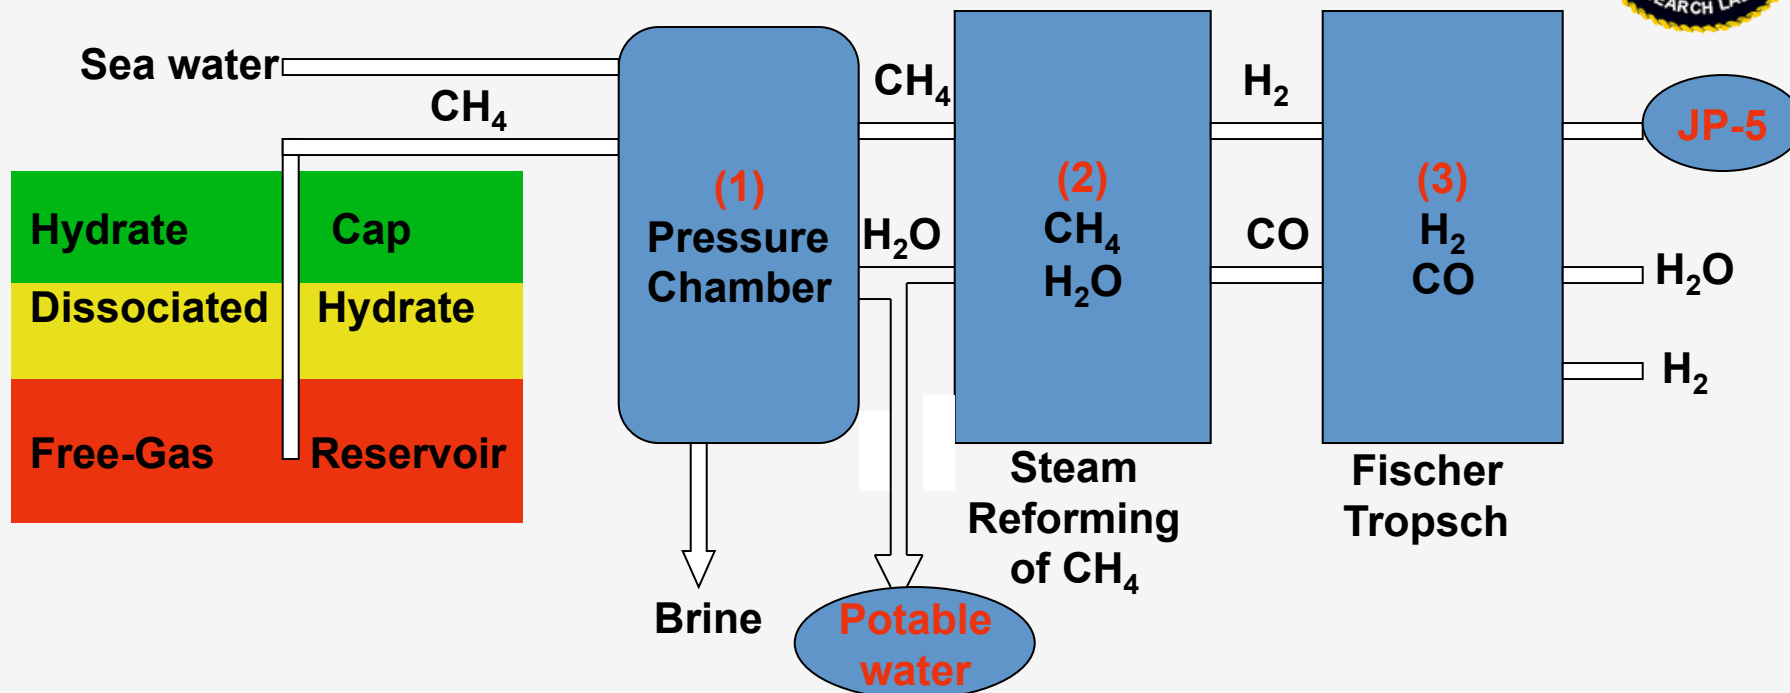 Sea water
CH₄
Hydrate Cap
Dissociated Hydrate
Free-Gas Reservoir
(1)
Pressure
Chamber
Brine
CH₄
H₂O
Potable
water
(2)
CH₄
H₂O
Steam
Reforming
of CH₄
H₂
CO
(3)
H₂
CO
Fischer
Tropsch
JP-5
H₂O
H₂